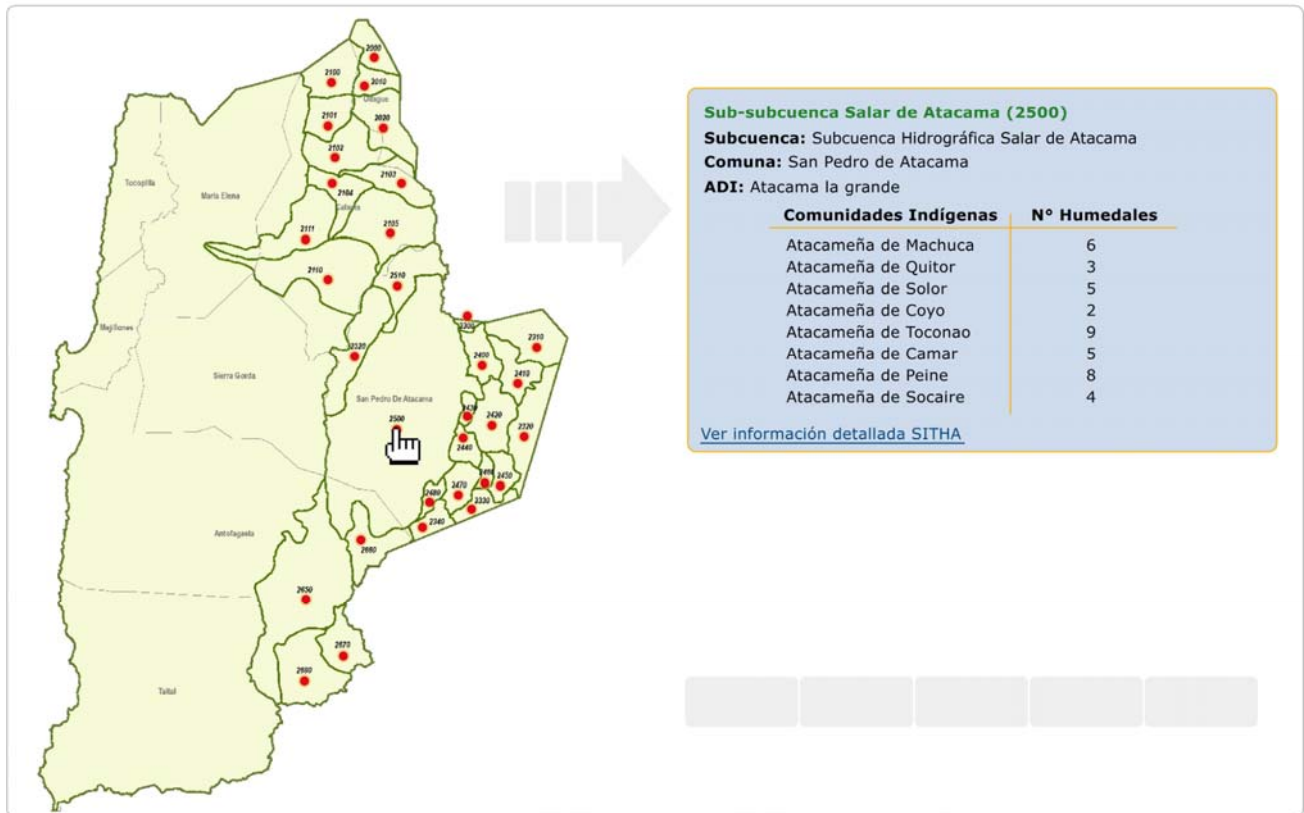 2000
2100
2010
Ollague
2101
2020
2102
2103
2104
Calama
Tocopilla
María Elena
2105
2111
2110
2510
Mejillones
2300
2310
2520
2400
Sierra Gorda
2410
San Pedro De Atacama
2430
2500
2420
2320
2440
2470
2450
2480
2330
2340
Antofagasta
2650
2670
Taltal
Sub-subcuenca Salar de Atacama (2500)
Subcuenca: Subcuenca Hidrográfica Salar de Atacama
Comuna: San Pedro de Atacama
ADI: Atacama la grande
Comunidades Indígenas N° Humedales
Atacameña de Machuca 6
Atacameña de Quitor 3
Atacameña de Solor 5
Atacameña de Coyo 2
Atacameña de Toconao 9
Atacameña de Camar 5
Atacameña de Peine 8
Atacameña de Socaire 4
Ver información detallada SITHA